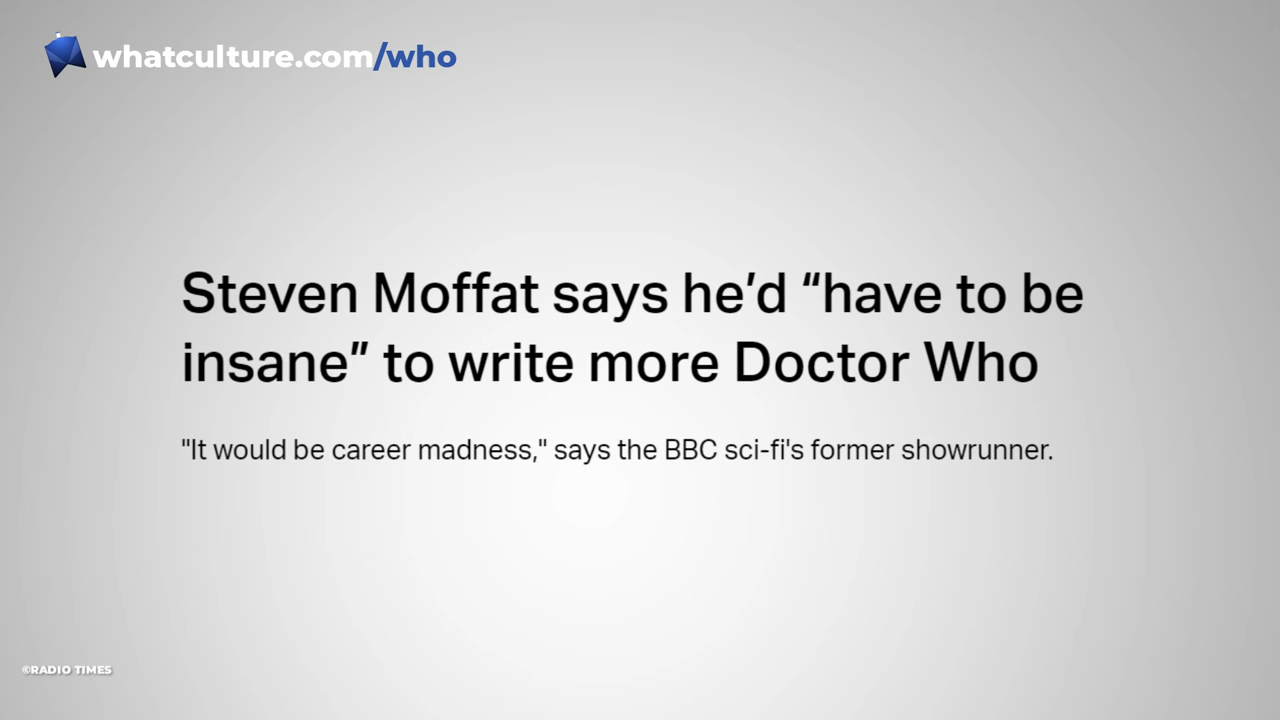 whatculture.com/who
Steven Moffat says he’d “have to be
insane” to write more Doctor Who
"It would be career madness," says the BBC sci-fi's former showrunner.
©RADIO TIMES